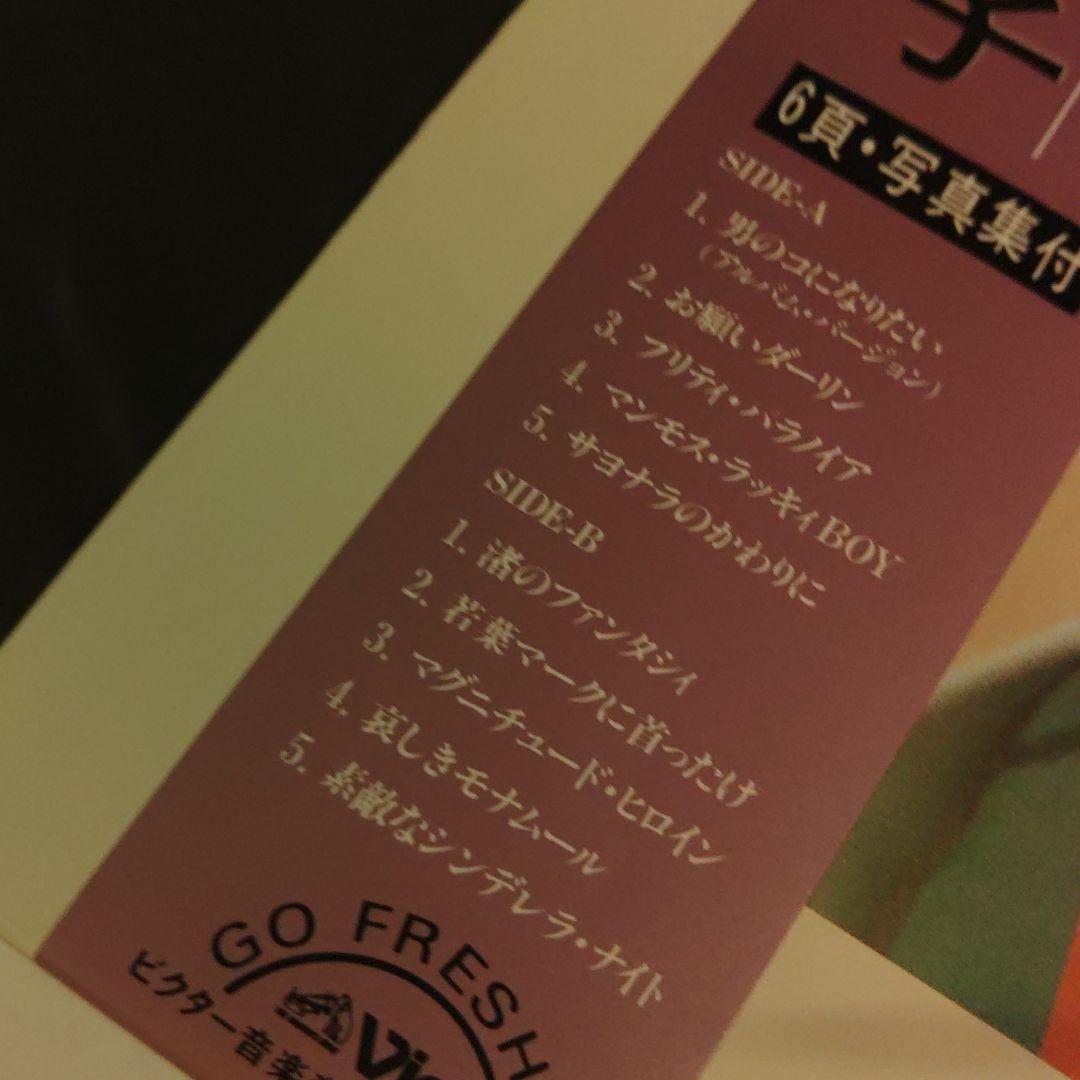 子
6頁・写真集付
SIDE-A
1. 男のコになりたい
(アルバム・バージョン)
2. お願いダーリン
3. プリティ・パラノイア
4. マンモス・ラッキィBOY
5. サヨナラのかわりに
SIDE-B
1. 渚のファンタシィ
2. 若葉マークに首ったけ
3. マグニチュード・ヒロイン
4. 哀しきモナムール
5. 素敵なシンデレラ・ナイト
GO FRESH
Vic
ビクター音楽